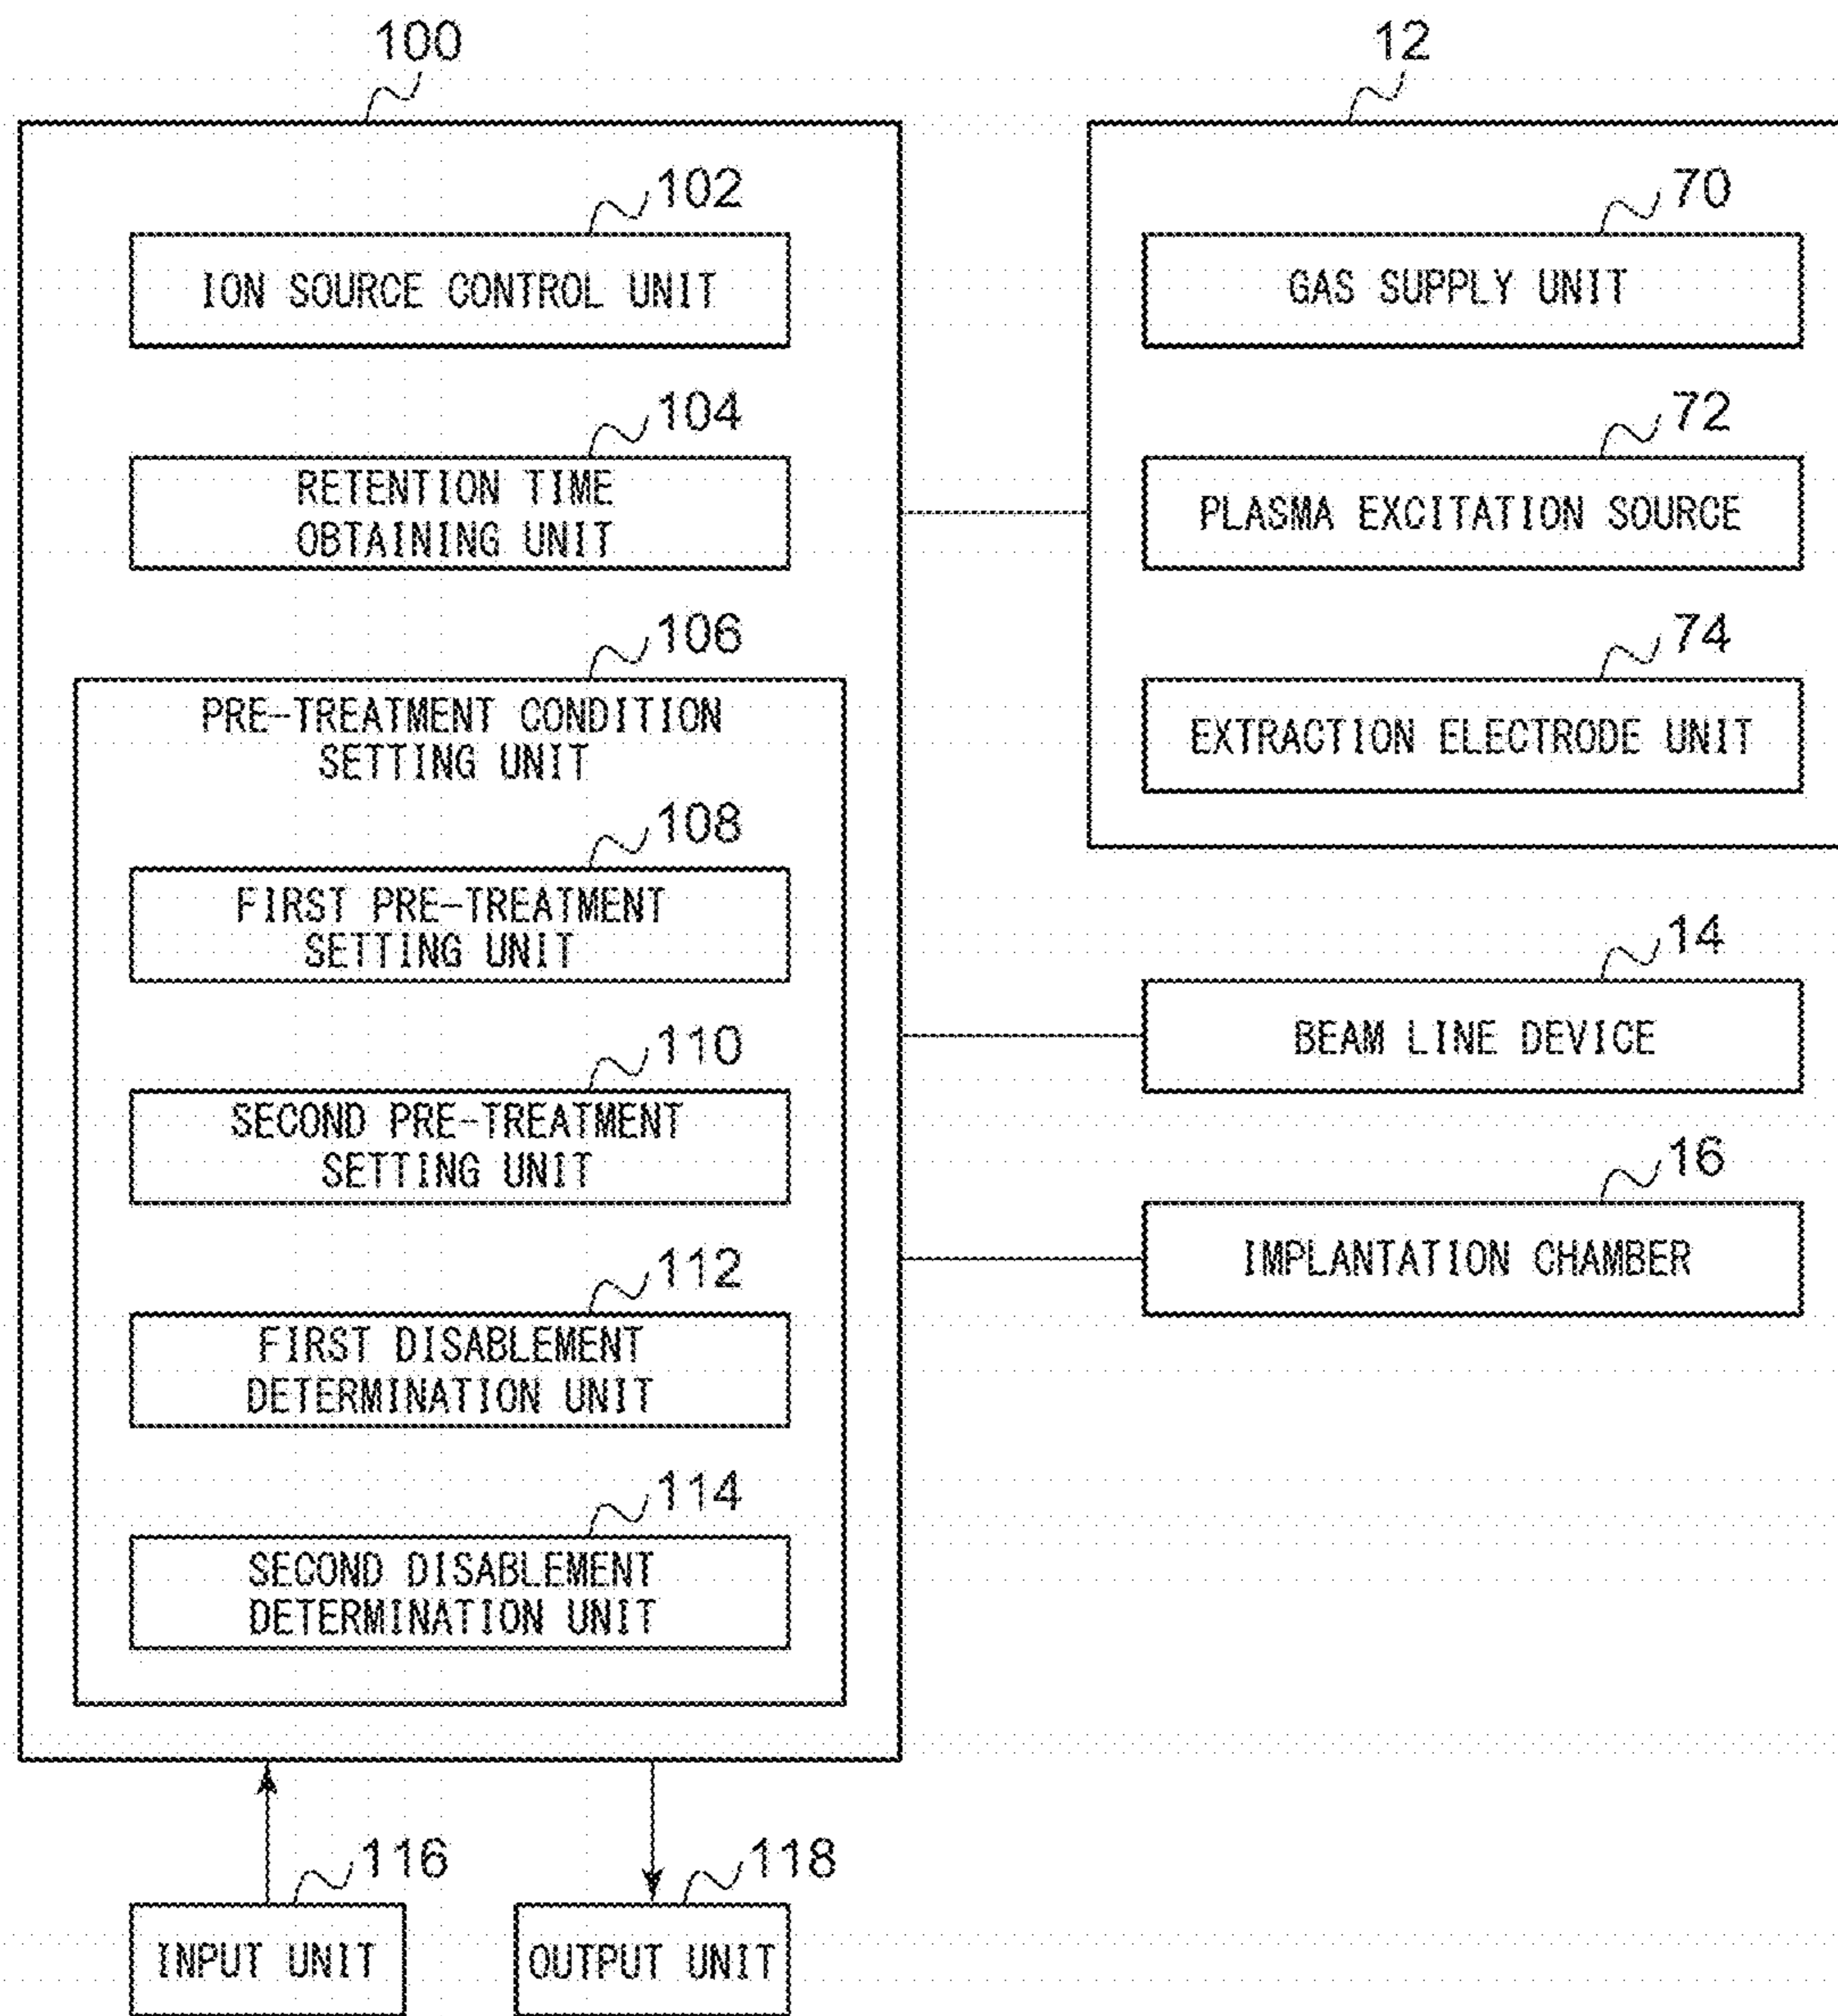 100
102
ION SOURCE CONTROL UNIT
104
RETENTION TIME
OBTAINING UNIT
106
PRE-TREATMENT CONDITION
SETTING UNIT
108
FIRST PRE-TREATMENT
SETTING UNIT
110
SECOND PRE-TREATMENT
SETTING UNIT
112
FIRST DISABLEMENT
DETERMINATION UNIT
114
SECOND DISABLEMENT
DETERMINATION UNIT
116
INPUT UNIT
118
OUTPUT UNIT
12
70
GAS SUPPLY UNIT
72
PLASMA EXCITATION SOURCE
74
EXTRACTION ELECTRODE UNIT
14
BEAM LINE DEVICE
16
IMPLANTATION CHAMBER